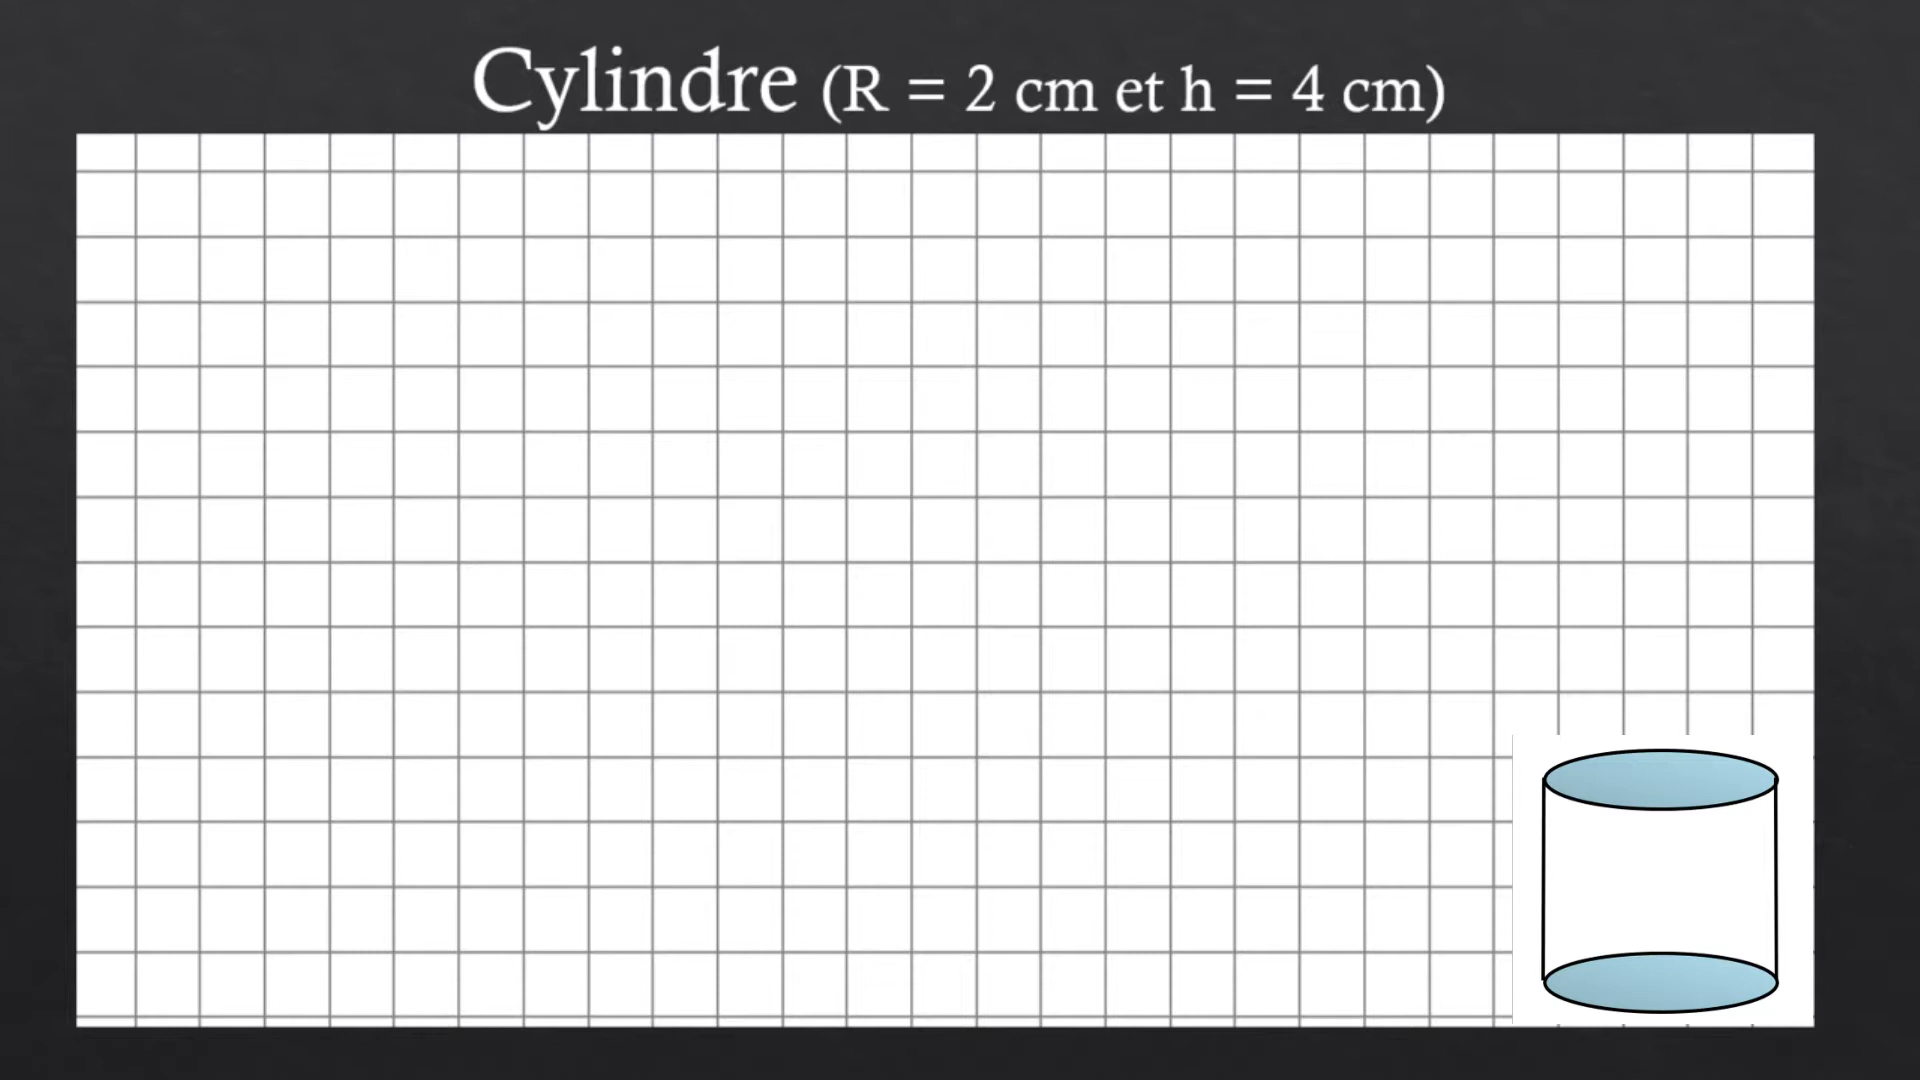 Cylindre (R = 2 cm et h = 4 cm)